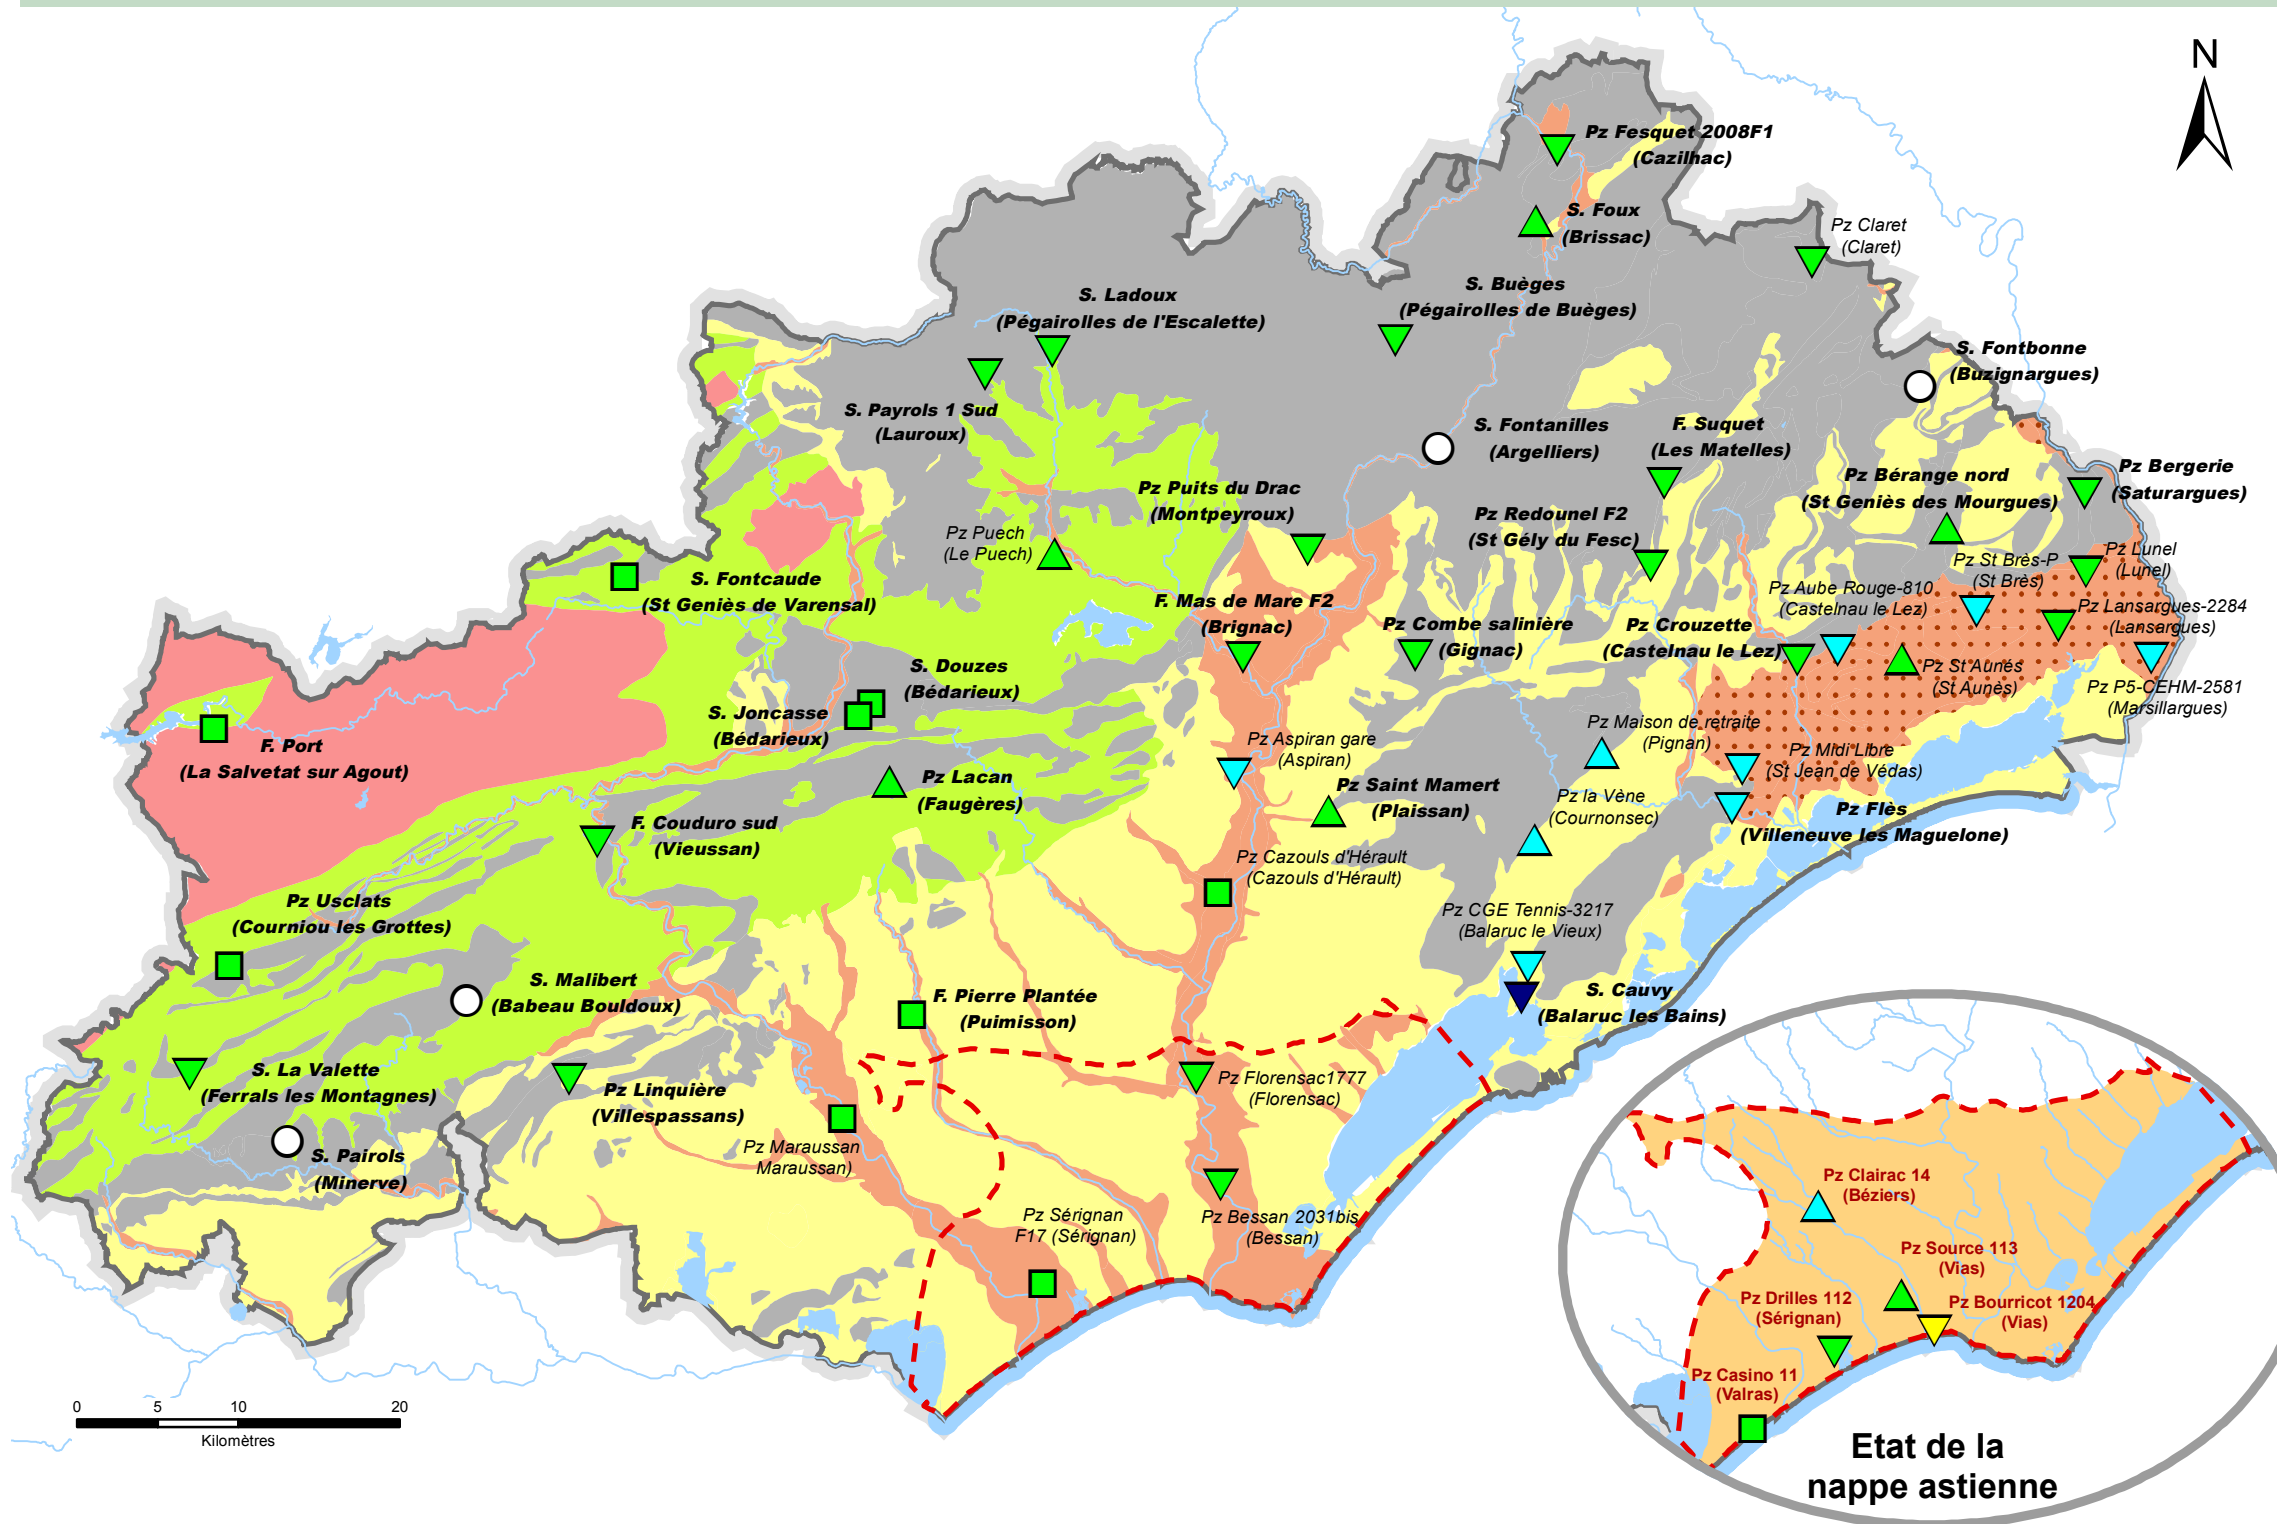 N
Pz Fesquet 2008F1
(Cazilhac)
S. Foux
(Brissac)
Pz Claret
(Claret)
S. Buèges
(Pégairolles de Buèges)
S. Ladoux
(Pégairolles de l'Escalette)
S. Fontbonne
(Buzignargues)
S. Payrols 1 Sud
(Lauroux)
S. Fontanilles
(Argelliers)
F. Suquet
(Les Matelles)
Pz Bérange nord
(St Geniès des Mourgues)
Pz Bergerie
(Saturargues)
Pz Puits du Drac
(Montpeyroux)
Pz Redounel F2
(St Gély du Fesc)
Pz Puech
(Le Puech)
Pz St Brès-P
(St Brès)
Pz Lunel
(Lunel)
S. Fontcaude
(St Geniès de Varensal)
F. Mas de Mare F2
(Brignac)
Pz Aube Rouge-810
(Castelnau le Lez)
Pz Lansargues-2284
(Lansargues)
Pz Combe salinière
(Gignac)
Pz Crouzette
(Castelnau le Lez)
S. Douzes
(Bédarieux)
Pz St Aunés
(St Aunès)
Pz P5-CEHM-2581
(Marsillargues)
S. Joncasse
(Bédarieux)
Pz Maison de retraite
(Pignan)
F. Port
(La Salvetat sur Agout)
Pz Aspiran gare
(Aspiran)
Pz Midi Libre
(St Jean de Védas)
Pz Lacan
(Faugères)
Pz Saint Mamert
(Plaissan)
Pz la Vène
(Cournonsec)
Pz Flès
(Villeneuve les Maguelone)
F. Couduro sud
(Vieussan)
Pz Cazouls d'Hérault
(Cazouls d'Hérault)
Pz Usclats
(Courniou les Grottes)
Pz CGE Tennis-3217
(Balaruc le Vieux)
S. Malibert
(Babeau Bouldoux)
F. Pierre Plantée
(Puimisson)
S. Cauvy
(Balaruc les Bains)
S. La Valette
(Ferrals les Montagnes)
Pz Linquière
(Villespassans)
Pz Florensac1777
(Florensac)
Pz Maraussan
Maraussan)
S. Pairols
(Minerve)
Pz Sérignan
F17 (Sérignan)
Pz Bessan 2031bis
(Bessan)
Pz Clairac 14
(Béziers)
Pz Source 113
(Vias)
Pz Drilles 112
(Sérignan)
Pz Bourricot 1204
(Vias)
Pz Casino 11
(Valras)
0 5 10 20
Kilomètres
Etat de la
nappe astienne